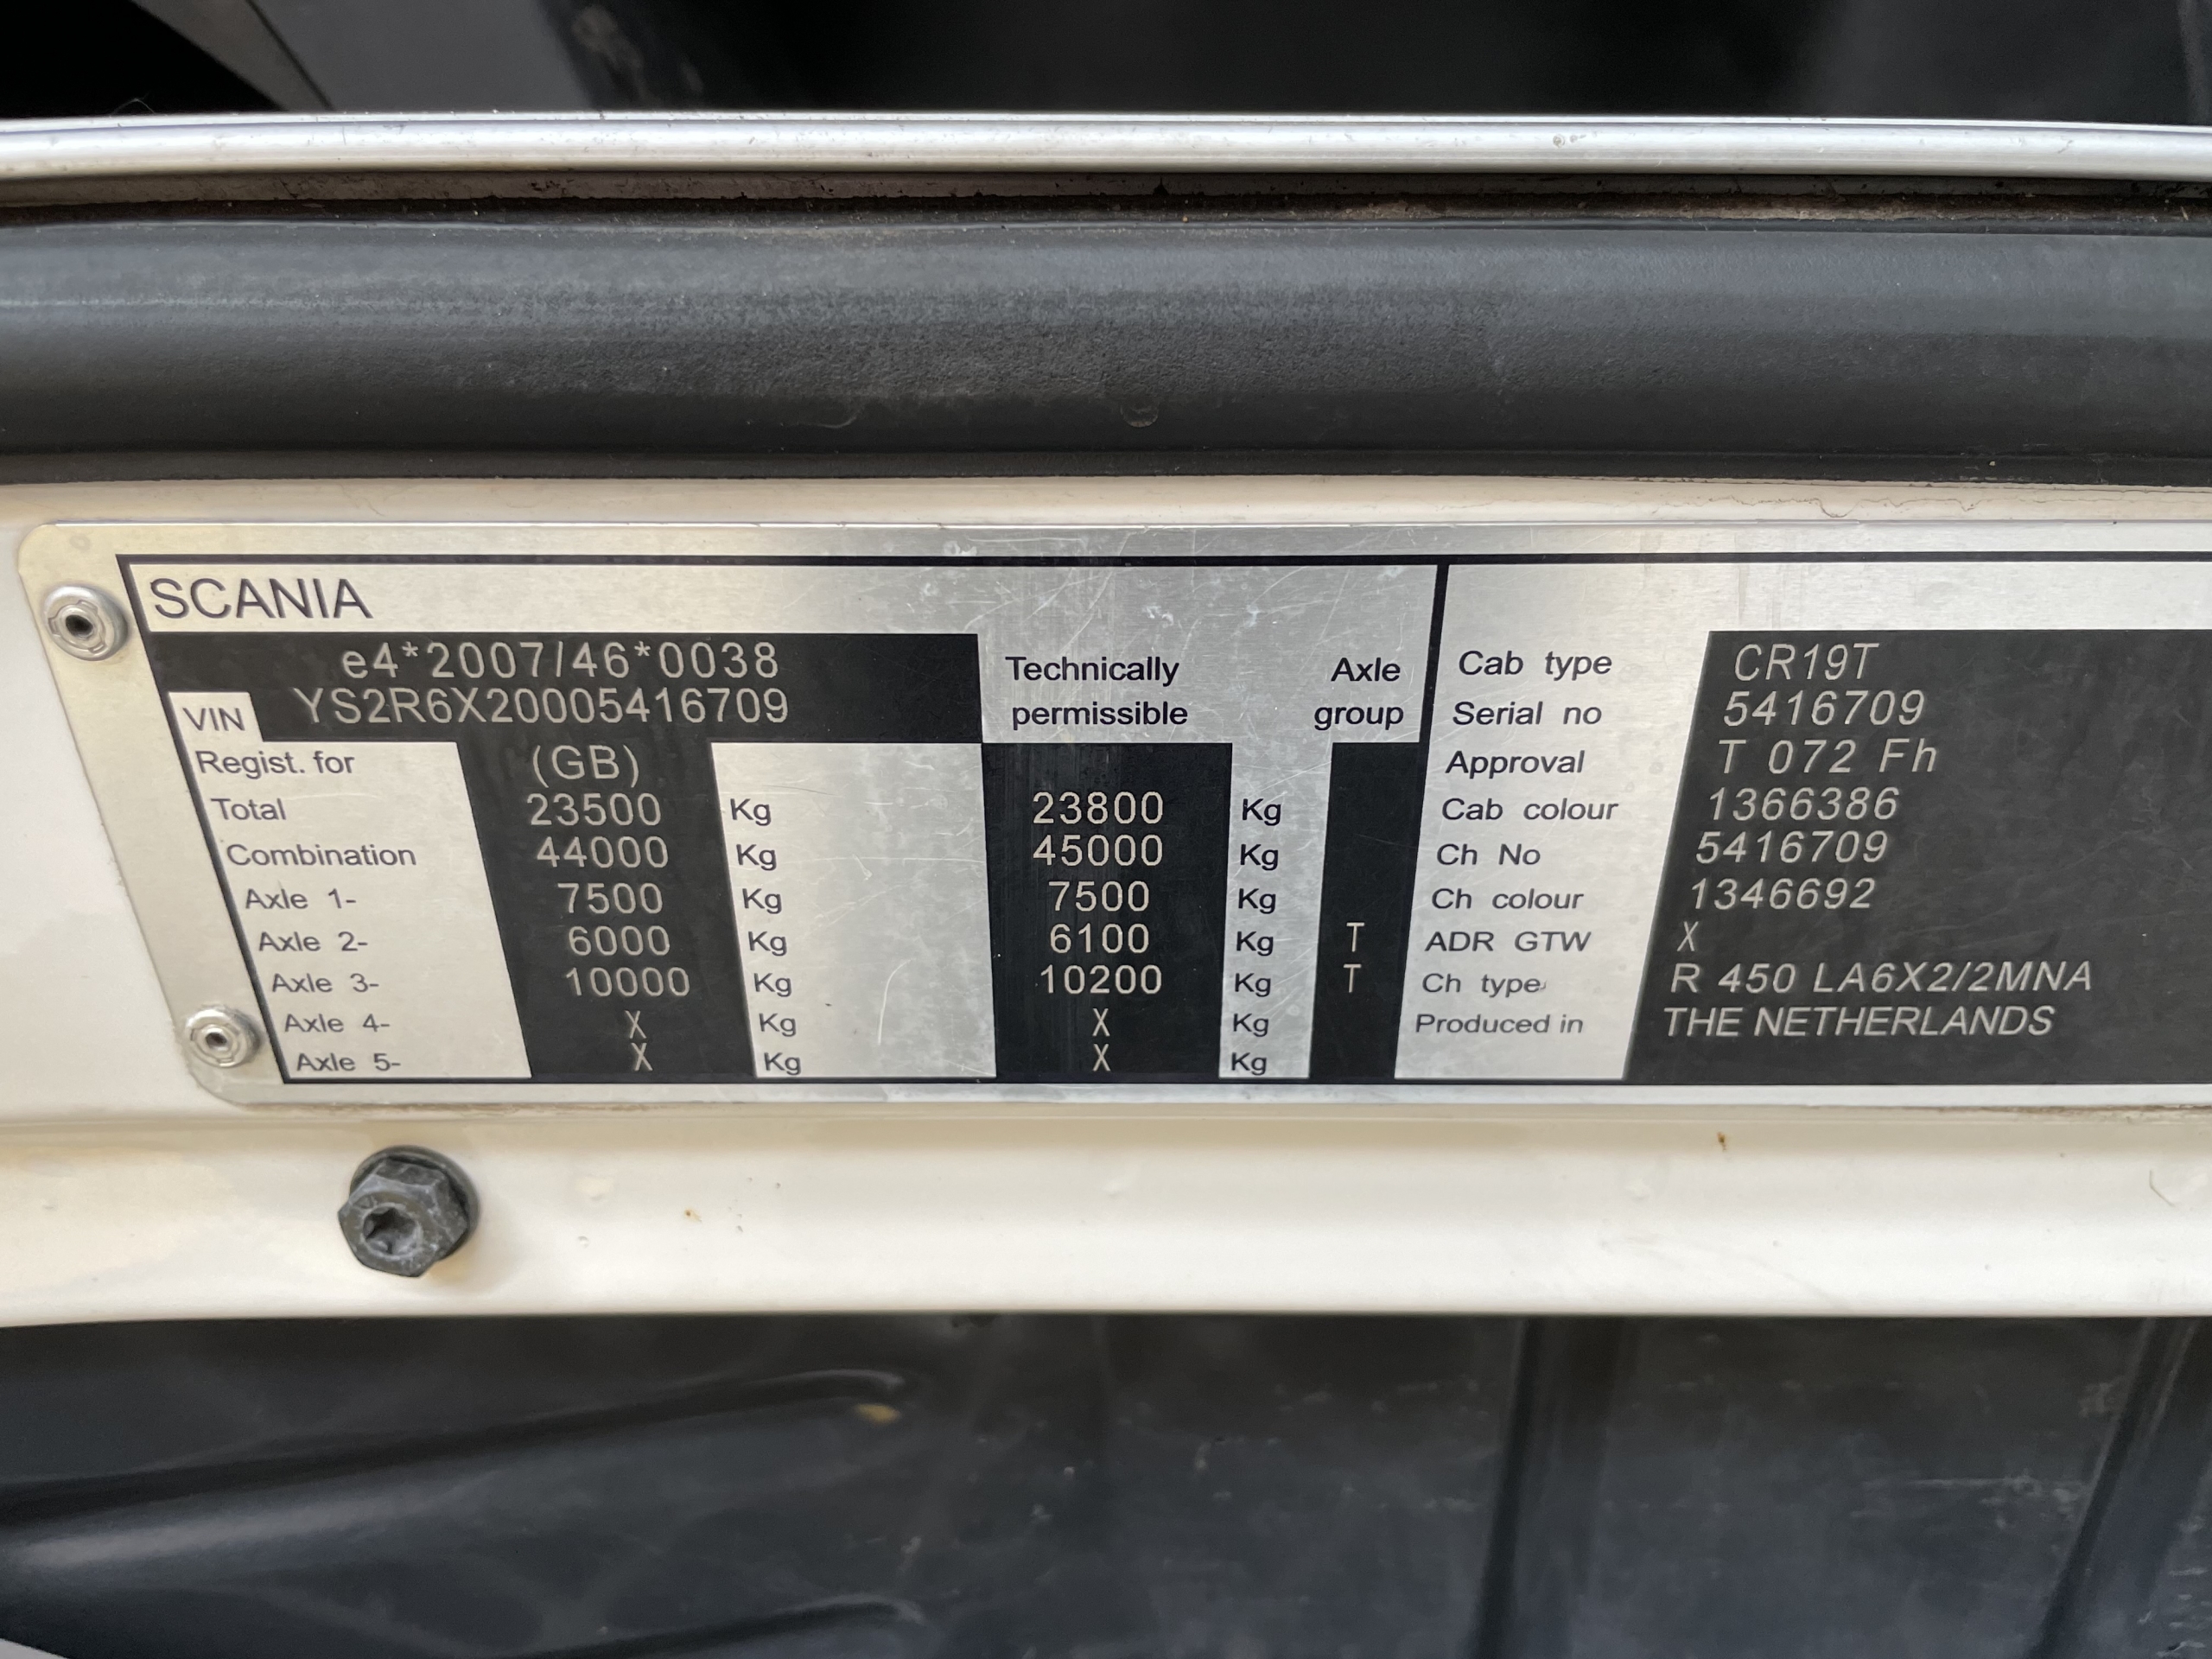 SCANIA
e4*2007/46*0038
VIN YS2R6X20005416709
Technically permissible
Axle group
Regist. for (GB)
Total 23500 Kg 23800 Kg
Combination 44000 Kg 45000 Kg
Axle 1- 7500 Kg 7500 Kg
Axle 2- 6000 Kg 6100 Kg T
Axle 3- 10000 Kg 10200 Kg T
Axle 4- X Kg X Kg
Axle 5- X Kg X Kg
Cab type CR19T
Serial no 5416709
Approval T 072 Fh
Cab colour 1366386
Ch No 5416709
Ch colour 1346692
ADR GTW X
Ch type R 450 LA6X2/2MNA
Produced in THE NETHERLANDS